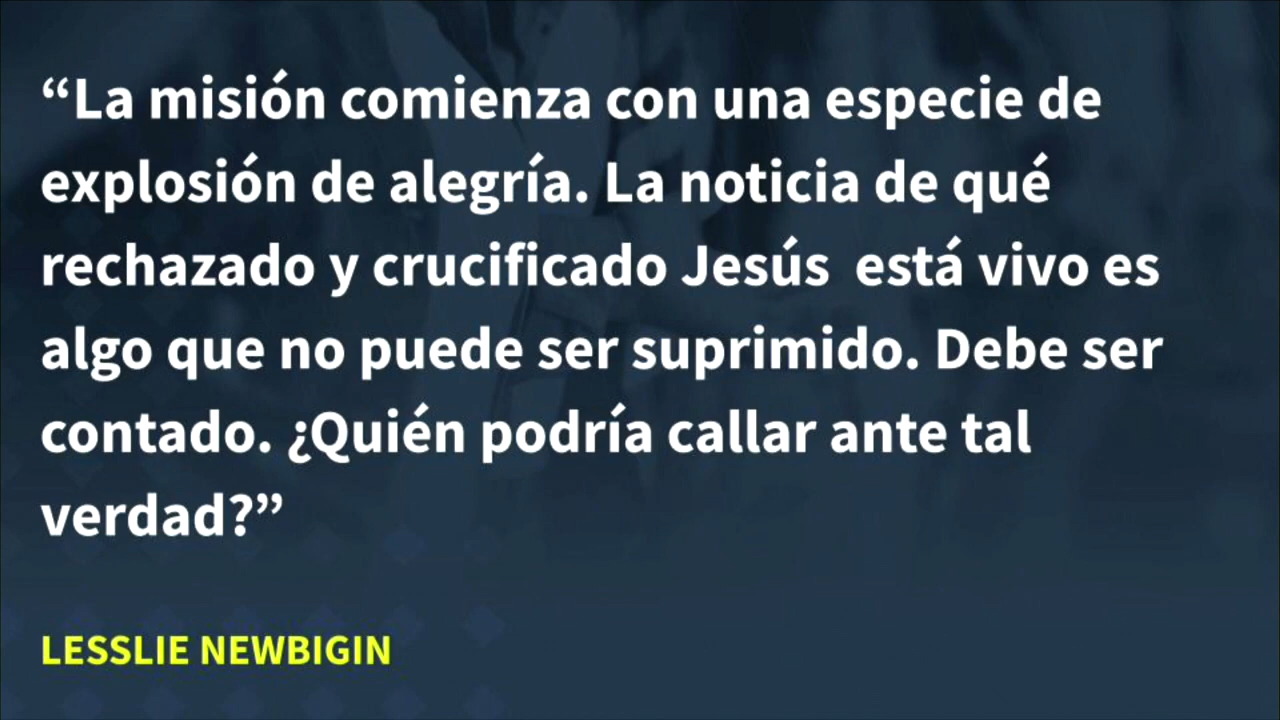 “La misión comienza con una especie de
explosión de alegría. La noticia de qué
rechazado y crucificado Jesús  está vivo es
algo que no puede ser suprimido. Debe ser
contado. ¿Quién podría callar ante tal
verdad?”
LESSLIE NEWBIGIN